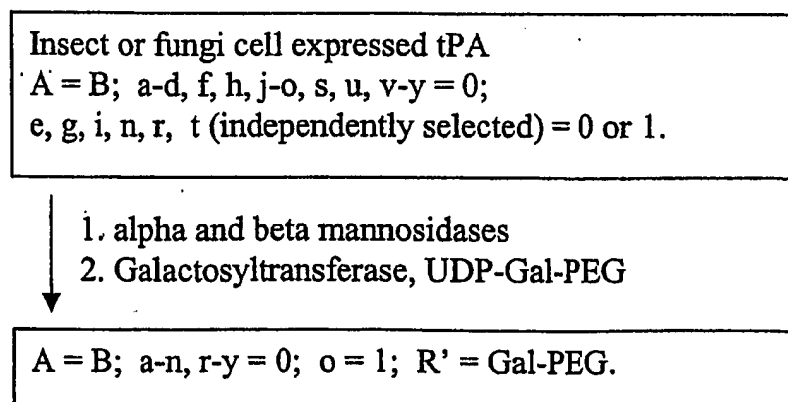 Insect or fungi cell expressed tPA
A = B; a-d, f, h, j-o, s, u, v-y = 0;
e, g, i, n, r, t (independently selected) = 0 or 1.
1. alpha and beta mannosidases
2. Galactosyltransferase, UDP-Gal-PEG
A = B; a-n, r-y = 0; o = 1; R' = Gal-PEG.